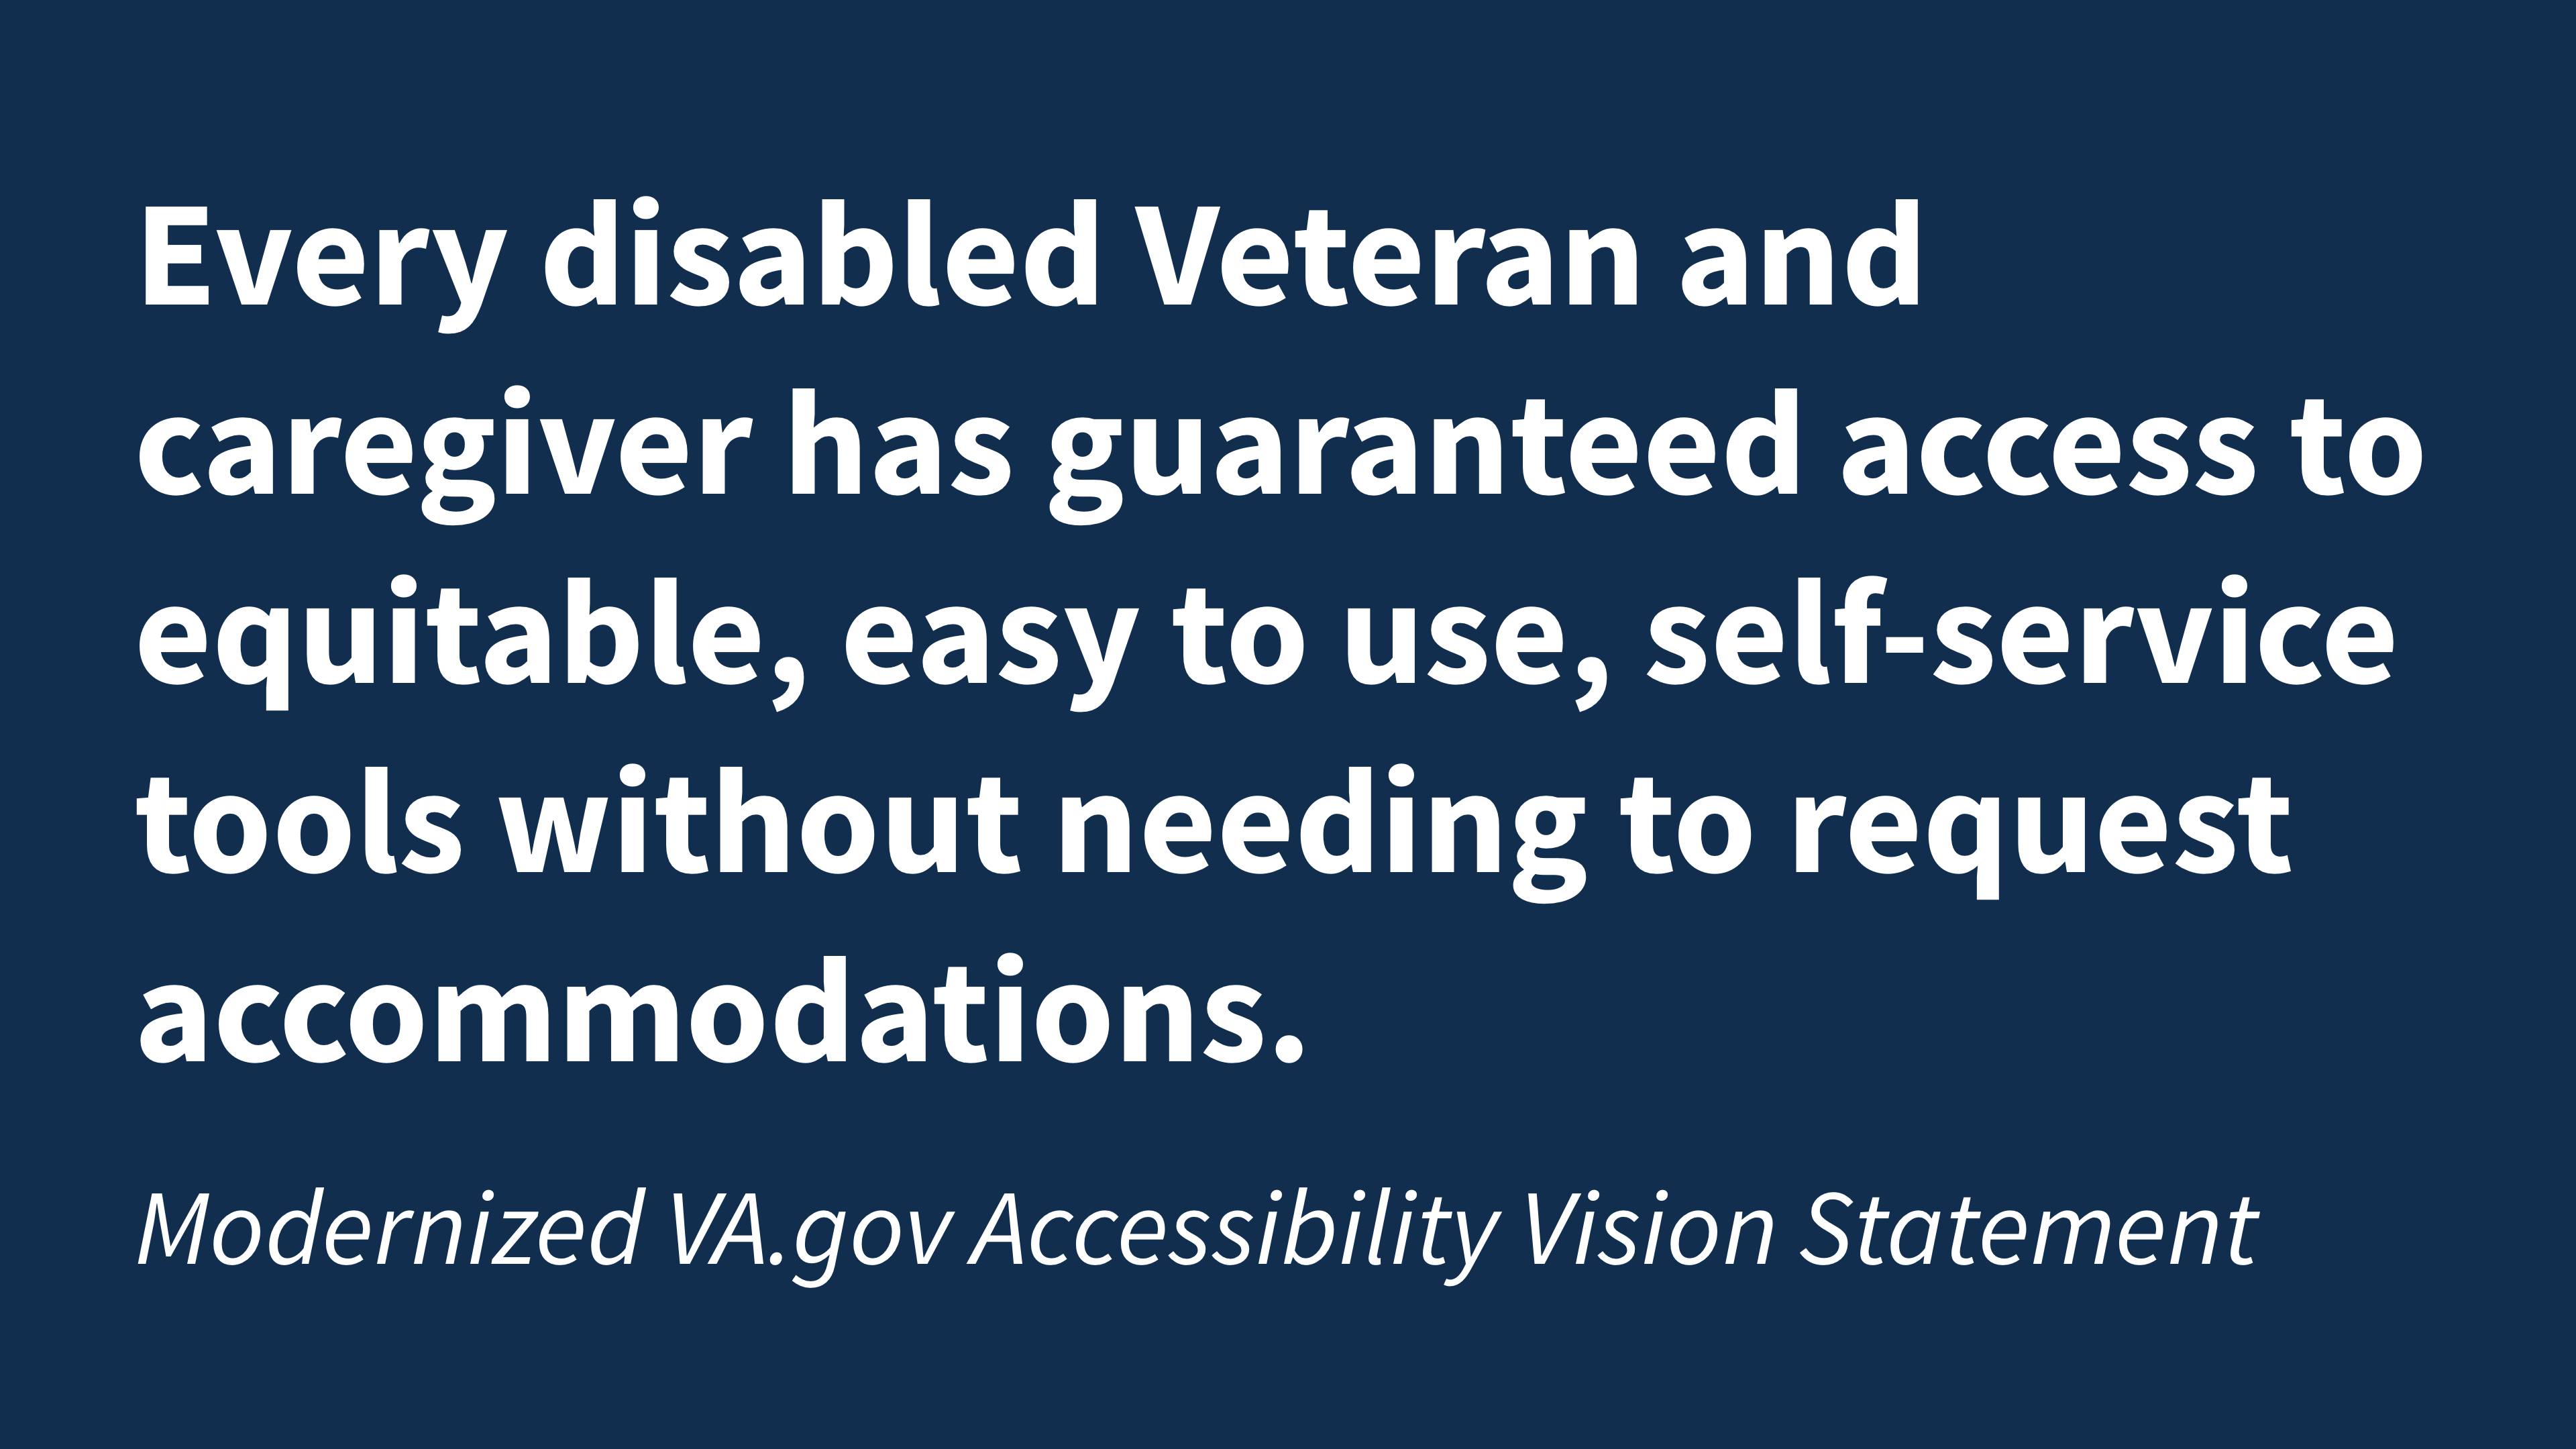 Every disabled Veteran and
caregiver has guaranteed access to
equitable, easy to use, self-service
tools without needing to request
accommodations.
Modernized VA.gov Accessibility Vision Statement